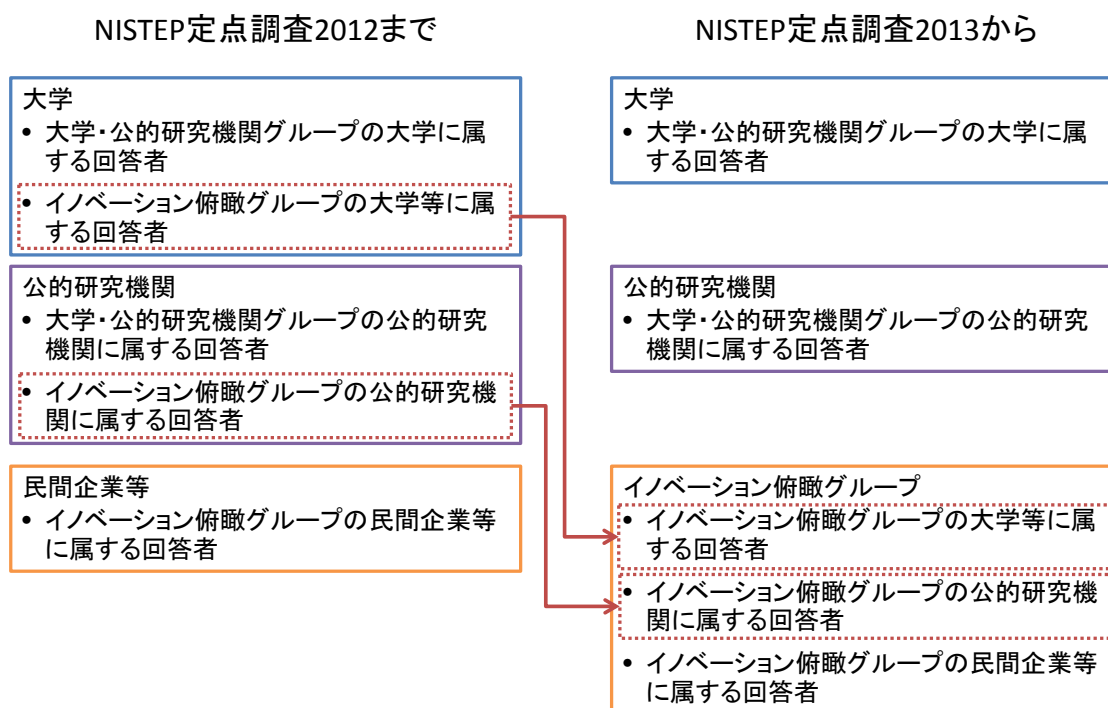 NISTEP定点調査2012まで
大学
• 大学・公的研究機関グループの大学に属
する回答者
• イノベーション俯瞰グループの大学等に属
する回答者
公的研究機関
• 大学・公的研究機関グループの公的研究
機関に属する回答者
• イノベーション俯瞰グループの公的研究機
関に属する回答者
民間企業等
• イノベーション俯瞰グループの民間企業等
に属する回答者
NISTEP定点調査2013から
大学
• 大学・公的研究機関グループの大学に属
する回答者
公的研究機関
• 大学・公的研究機関グループの公的研究
機関に属する回答者
イノベーション俯瞰グループ
• イノベーション俯瞰グループの大学等に属
する回答者
• イノベーション俯瞰グループの公的研究機
関に属する回答者
• イノベーション俯瞰グループの民間企業等
に属する回答者